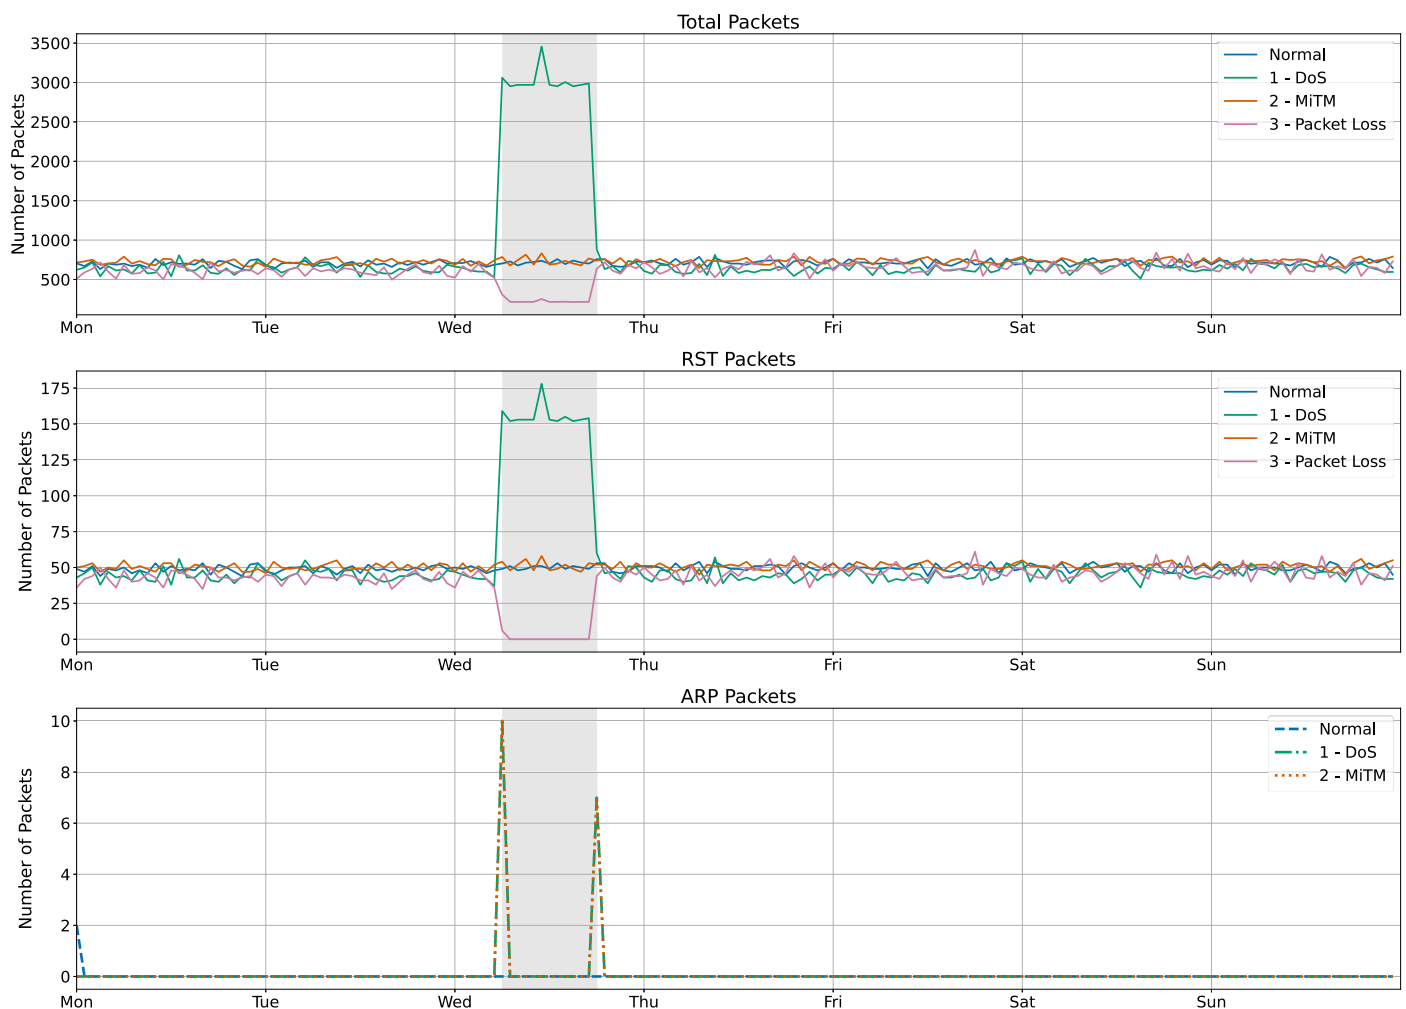 Total Packets
Number of Packets
3500
3000
2500
2000
1500
1000
500
Normal
1 - DoS
2 - MiTM
3 - Packet Loss
Mon Tue Wed Thu Fri Sat Sun
RST Packets
Number of Packets
175
150
125
100
75
50
25
0
Normal
1 - DoS
2 - MiTM
3 - Packet Loss
Mon Tue Wed Thu Fri Sat Sun
ARP Packets
Number of Packets
10
8
6
4
2
0
Normal
1 - DoS
2 - MiTM
Mon Tue Wed Thu Fri Sat Sun